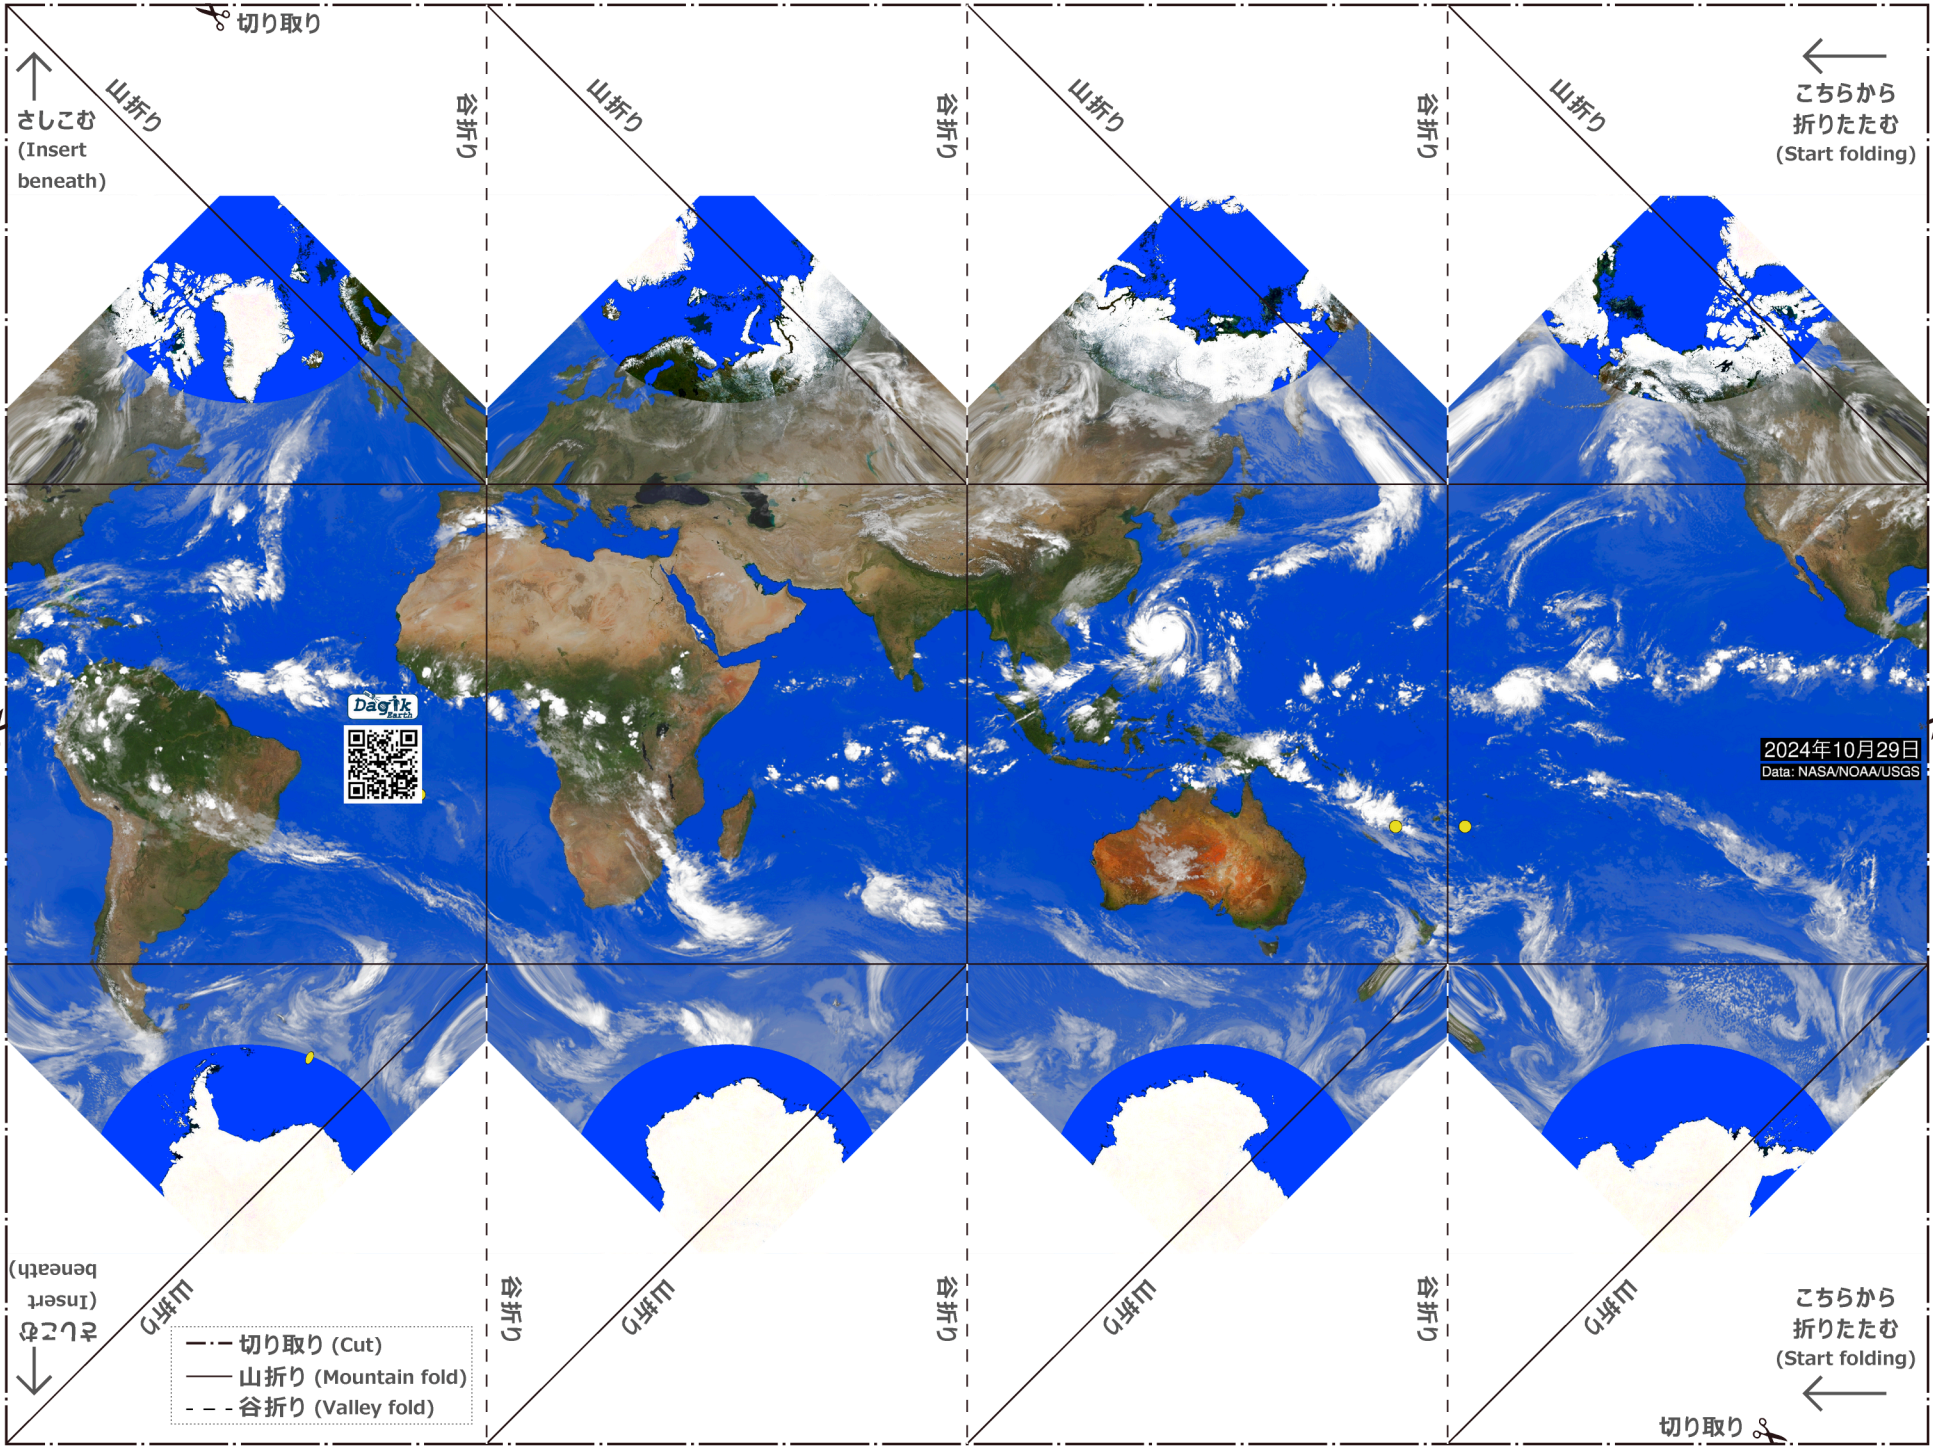 切り取り
山折り
谷折り
山折り
谷折り
山折り
谷折り
山折り
さしこむ
(Insert
beneath)
こちらから
折りたたむ
(Start folding)
Dagik
Earth
2024年10月29日
Data: NASA/NOAA/USGS
さしこむ
(Insert
beneath)
山折り
谷折り
山折り
谷折り
山折り
谷折り
山折り
こちらから
折りたたむ
(Start folding)
切り取り (Cut)
山折り (Mountain fold)
谷折り (Valley fold)
切り取り